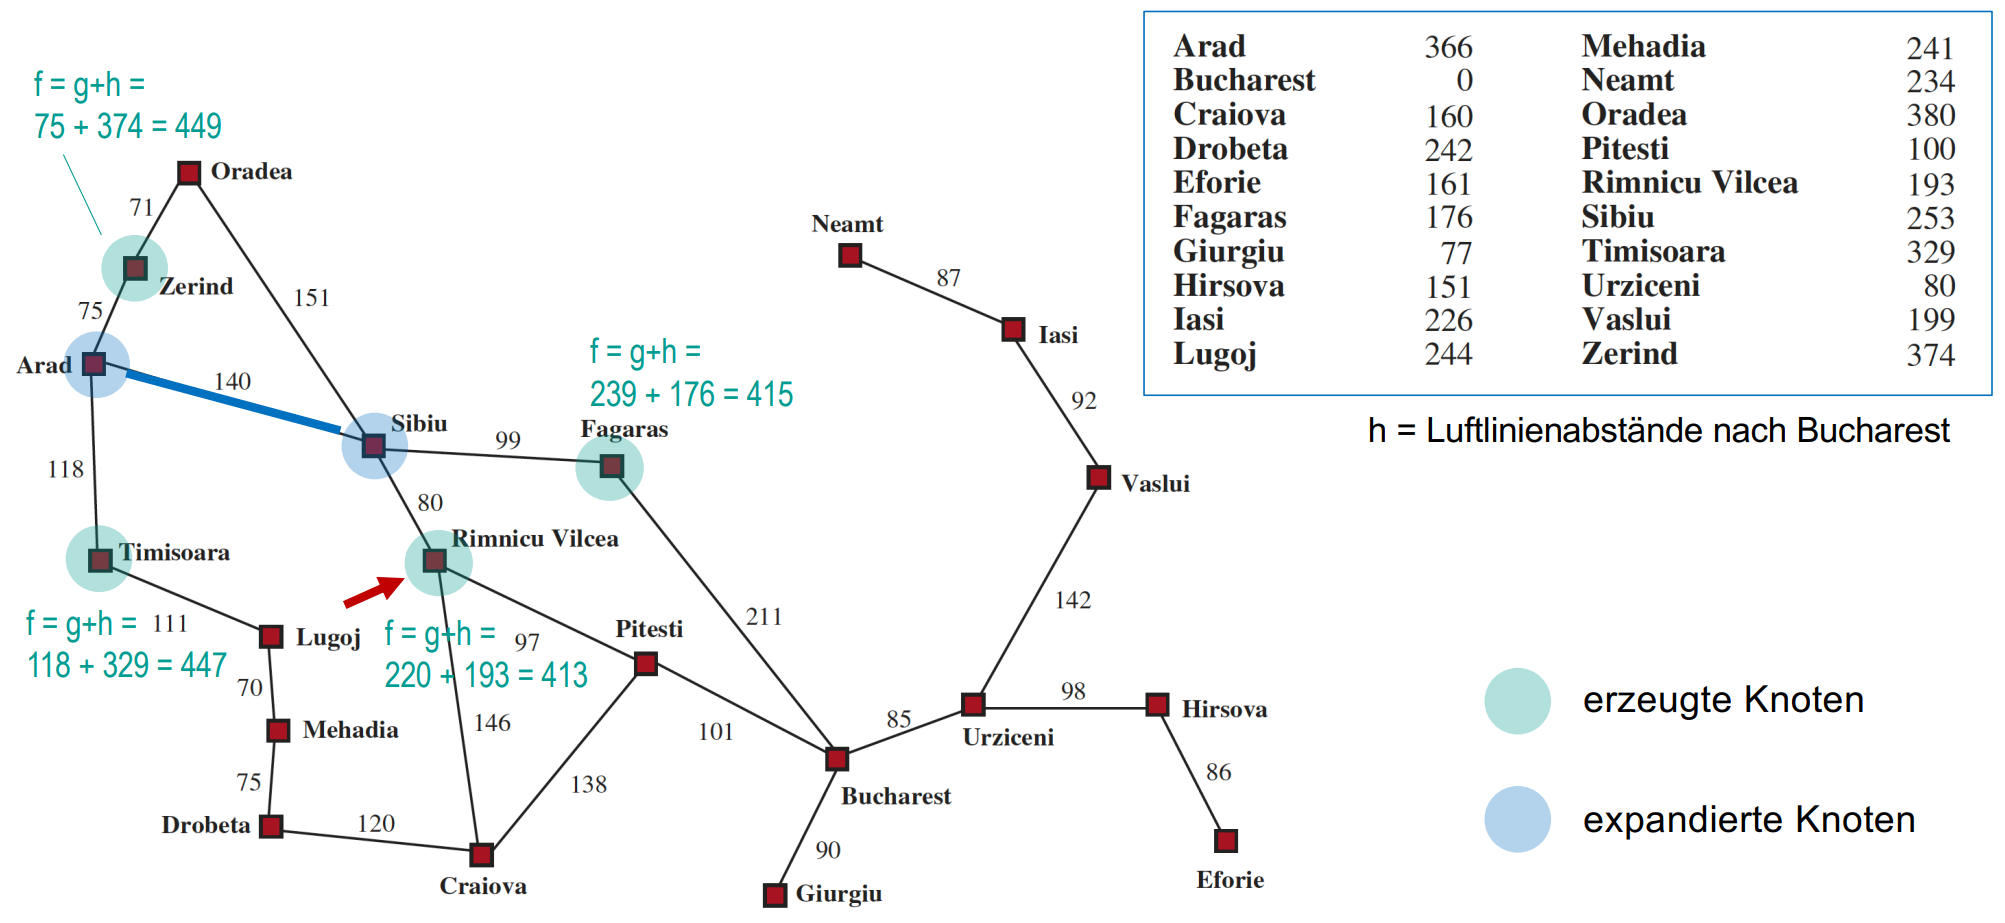 f = g+h =
75 + 374 = 449
Oradea
71
Zerind
75
151
Arad
140
Sibiu
99
f = g+h =
239 + 176 = 415
Fagaras
118
80
Timisoara
Rimnicu Vilcea
f = g+h =
118 + 329 = 447
111
Lugoj
f = g+h =
220 + 193 = 413
97
Pitesti
211
70
Mehadia
146
101
75
138
Drobeta
120
Craiova
Neamt
87
Iasi
92
Vaslui
142
85
98
Urziceni
Hirsova
86
Bucharest
90
Giurgiu
Eforie
Arad 366 Mehadia 241
Bucharest 0 Neamt 234
Craiova 160 Oradea 380
Drobeta 242 Pitesti 100
Eforie 161 Rimnicu Vilcea 193
Fagaras 176 Sibiu 253
Giurgiu 77 Timisoara 329
Hirsova 151 Urziceni 80
Iasi 226 Vaslui 199
Lugoj 244 Zerind 374
h = Luftlinienabstände nach Bucharest
erzeugte Knoten
expandierte Knoten